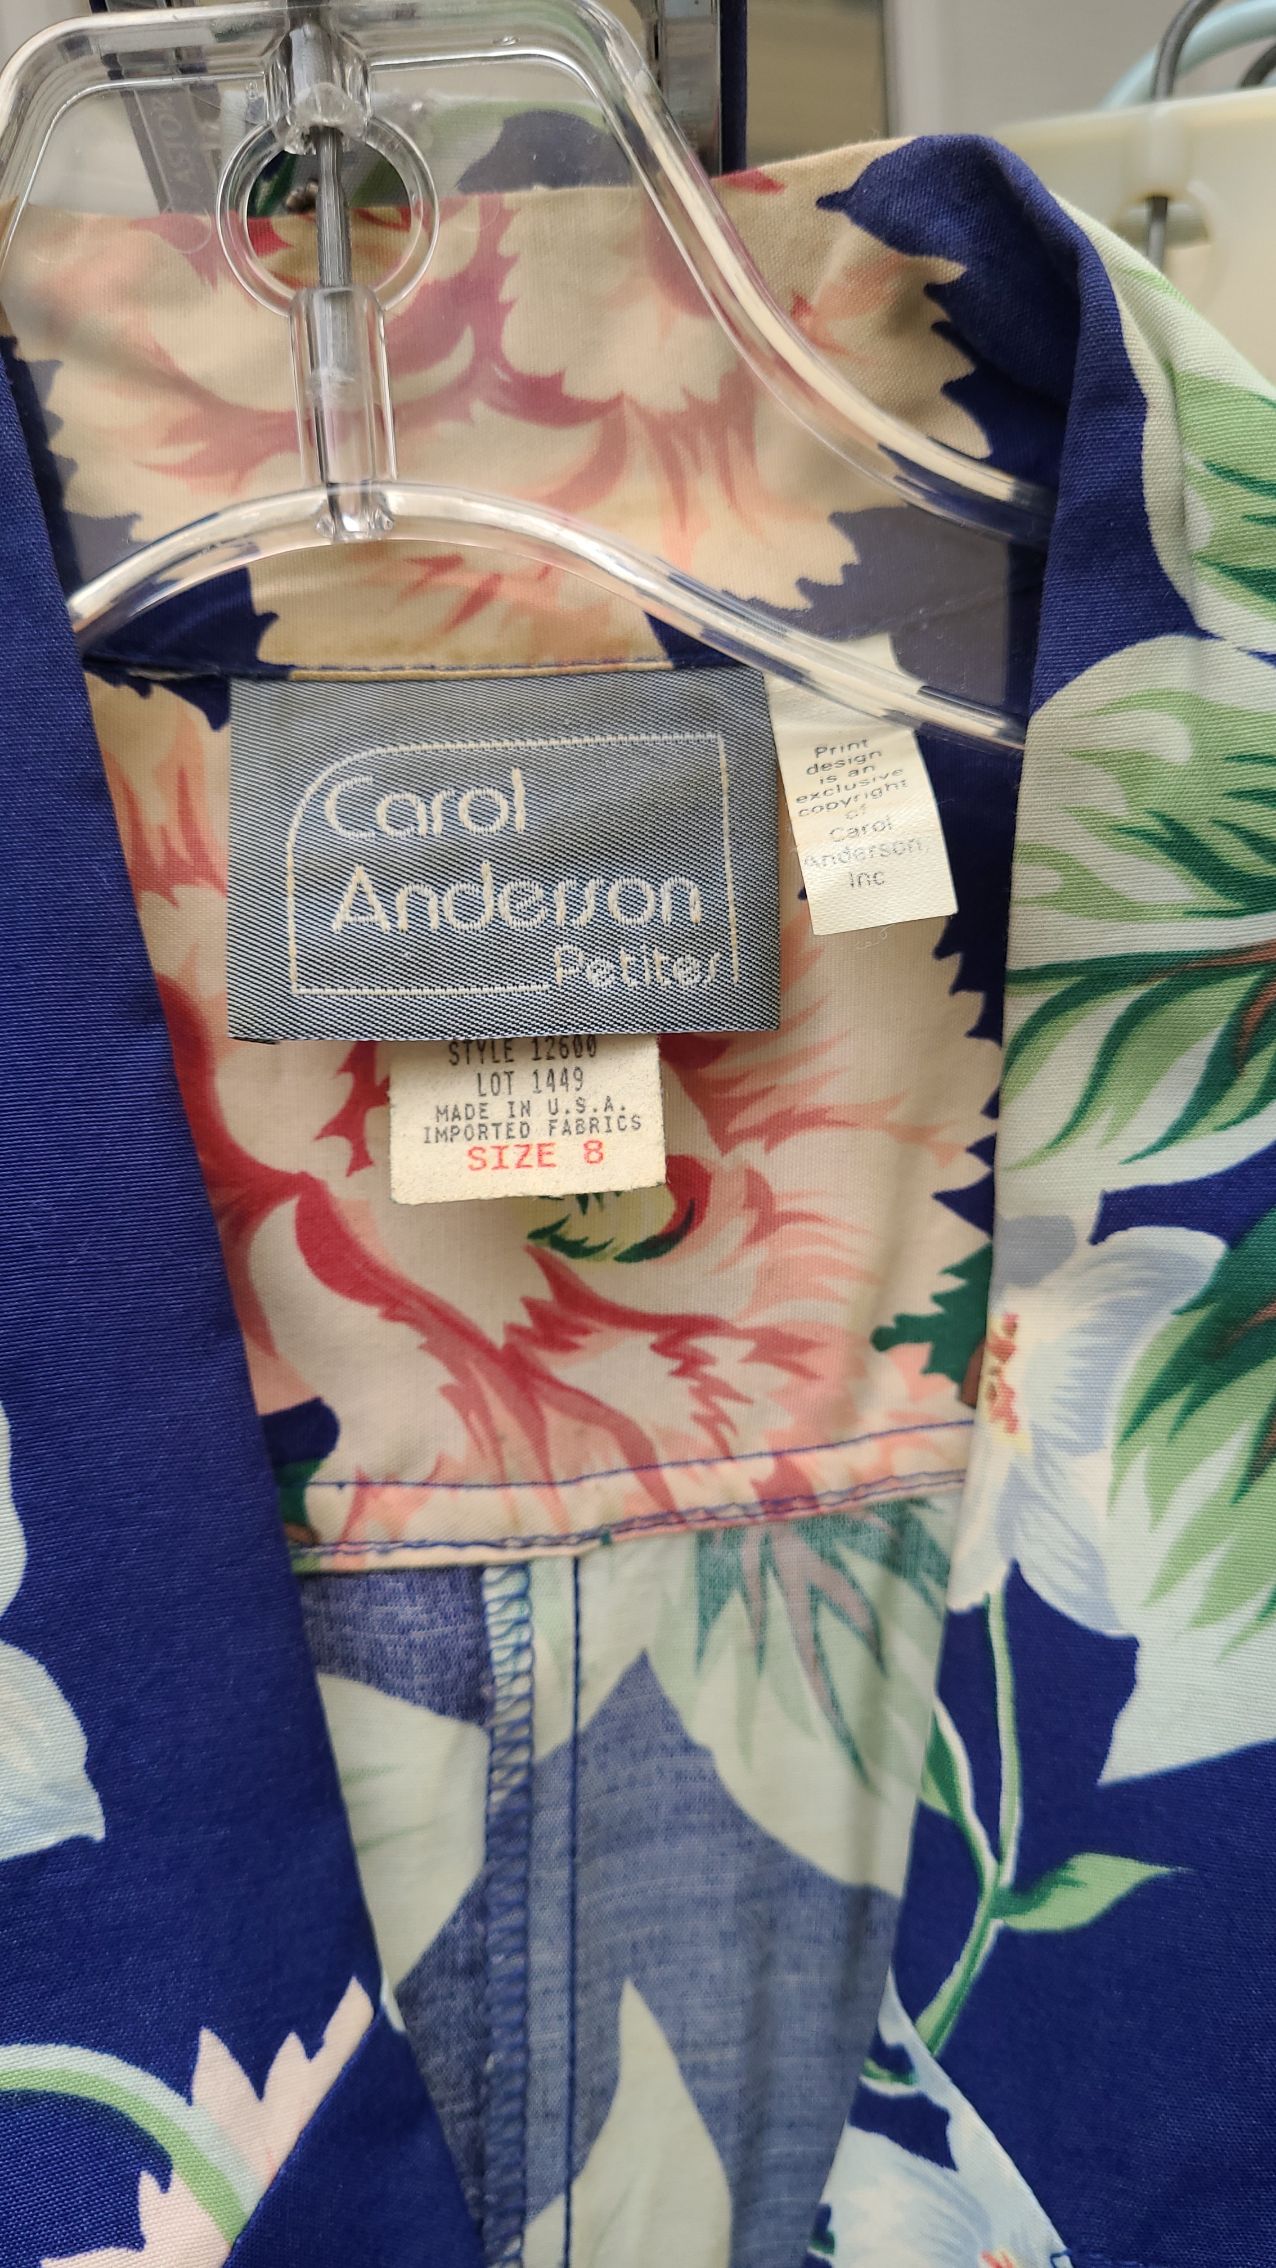 Carol
Anderson
Petites
Print
design
is an
exclusive
copyright
of
Carol
Anderson,
Inc
STYLE 12600
LOT 1449
MADE IN U.S.A.
IMPORTED FABRICS
SIZE 8